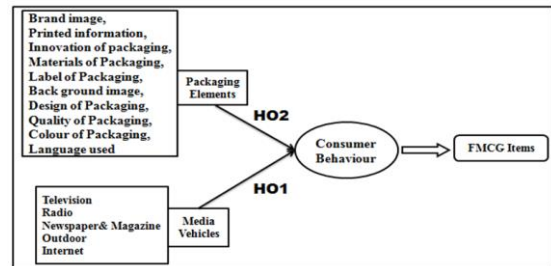 Brand image,
Printed information,
Innovation of packaging,
Materials of Packaging,
Label of Packaging,
Back ground image,
Design of Packaging,
Quality of Packaging,
Colour of Packaging,
Language used
Packaging
Elements
HO2
Consumer
Behaviour
FMCG Items
HO1
Television
Radio
Newspaper& Magazine
Outdoor
Internet
Media
Vehicles